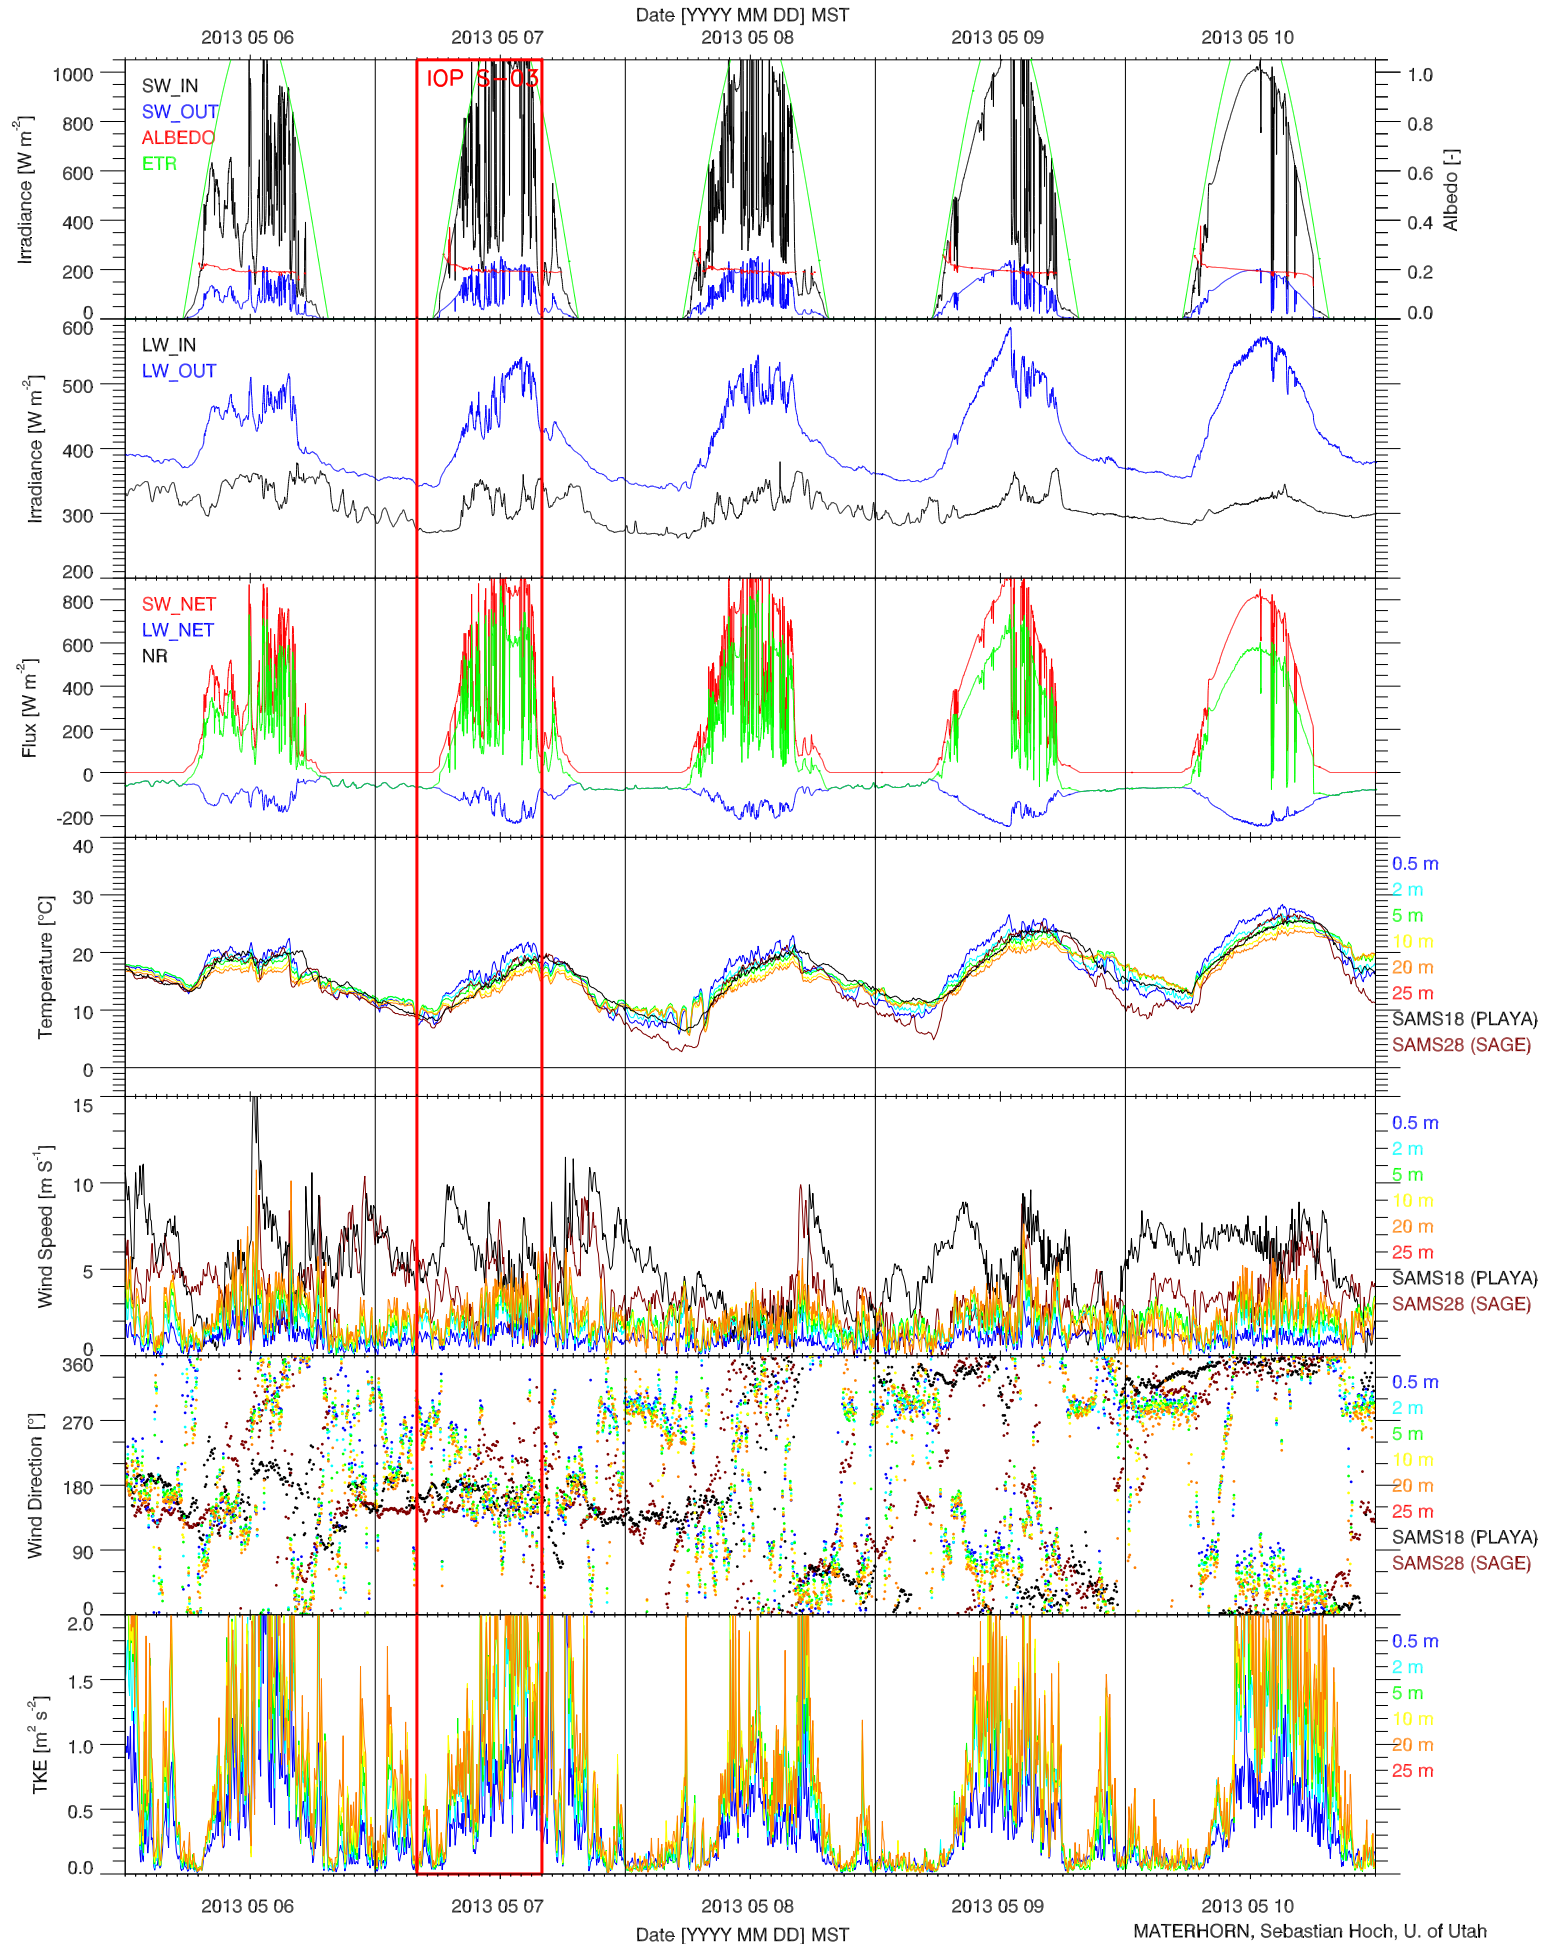 Date [YYYY MM DD] MST
2013 05 06 2013 05 07 2013 05 08 2013 05 09 2013 05 10
IOP S-03
SW_IN
SW_OUT
ALBEDO
ETR
Irradiance [W m-2]
1000
800
600
400
200
0
Albedo [-]
1.0
0.8
0.6
0.4
0.2
0.0
LW_IN
LW_OUT
Irradiance [W m-2]
600
500
400
300
200
SW_NET
LW_NET
NR
Flux [W m-2]
800
600
400
200
0
-200
Temperature [°C]
40
30
20
10
0
0.5 m
2 m
5 m
10 m
20 m
25 m
SAMS18 (PLAYA)
SAMS28 (SAGE)
Wind Speed [m S-1]
15
10
5
0
0.5 m
2 m
5 m
10 m
20 m
25 m
SAMS18 (PLAYA)
SAMS28 (SAGE)
Wind Direction [°]
360
270
180
90
0
0.5 m
2 m
5 m
10 m
20 m
25 m
SAMS18 (PLAYA)
SAMS28 (SAGE)
TKE [m2 s-2]
2.0
1.5
1.0
0.5
0.0
0.5 m
2 m
5 m
10 m
20 m
25 m
2013 05 06 2013 05 07 2013 05 08 2013 05 09 2013 05 10
Date [YYYY MM DD] MST
MATERHORN, Sebastian Hoch, U. of Utah